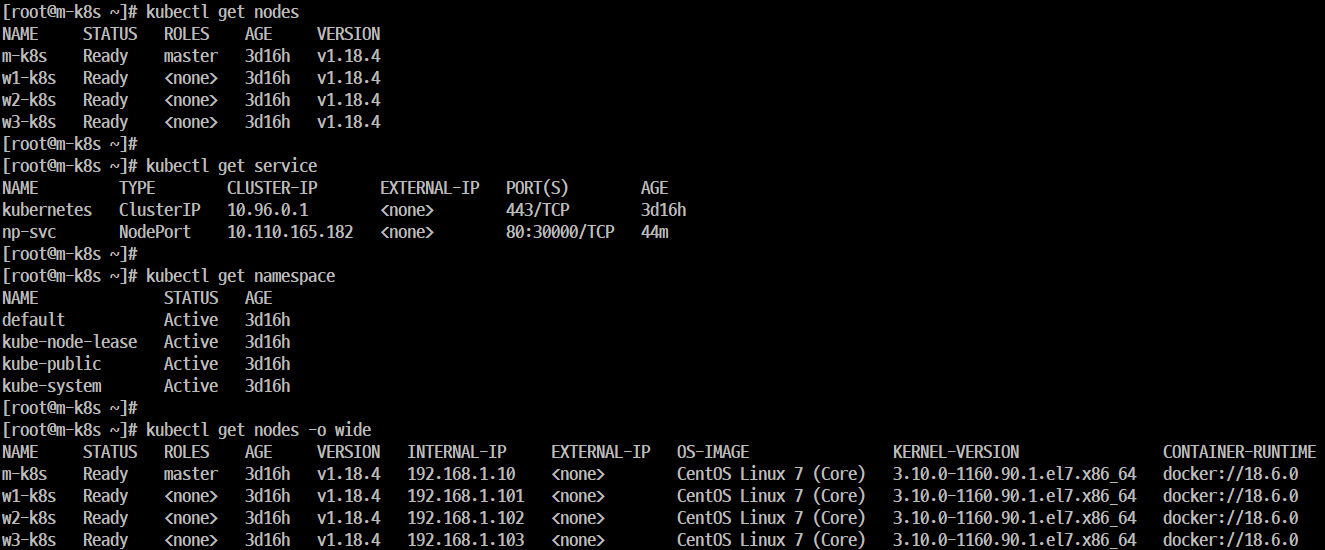 [root@m-k8s ~]# kubectl get nodes
NAME     STATUS   ROLES    AGE     VERSION
m-k8s    Ready    master   3d16h   v1.18.4
w1-k8s   Ready    <none>   3d16h   v1.18.4
w2-k8s   Ready    <none>   3d16h   v1.18.4
w3-k8s   Ready    <none>   3d16h   v1.18.4
[root@m-k8s ~]#
[root@m-k8s ~]# kubectl get service
NAME         TYPE        CLUSTER-IP       EXTERNAL-IP   PORT(S)        AGE
kubernetes   ClusterIP   10.96.0.1        <none>        443/TCP        3d16h
np-svc       NodePort    10.110.165.182   <none>        80:30000/TCP   44m
[root@m-k8s ~]#
[root@m-k8s ~]# kubectl get namespace
NAME              STATUS   AGE
default           Active   3d16h
kube-node-lease   Active   3d16h
kube-public       Active   3d16h
kube-system       Active   3d16h
[root@m-k8s ~]#
[root@m-k8s ~]# kubectl get nodes -o wide
NAME     STATUS   ROLES    AGE     VERSION   INTERNAL-IP     EXTERNAL-IP   OS-IMAGE                KERNEL-VERSION                CONTAINER-RUNTIME
m-k8s    Ready    master   3d16h   v1.18.4   192.168.1.10    <none>        CentOS Linux 7 (Core)   3.10.0-1160.90.1.el7.x86_64   docker://18.6.0
w1-k8s   Ready    <none>   3d16h   v1.18.4   192.168.1.101   <none>        CentOS Linux 7 (Core)   3.10.0-1160.90.1.el7.x86_64   docker://18.6.0
w2-k8s   Ready    <none>   3d16h   v1.18.4   192.168.1.102   <none>        CentOS Linux 7 (Core)   3.10.0-1160.90.1.el7.x86_64   docker://18.6.0
w3-k8s   Ready    <none>   3d16h   v1.18.4   192.168.1.103   <none>        CentOS Linux 7 (Core)   3.10.0-1160.90.1.el7.x86_64   docker://18.6.0